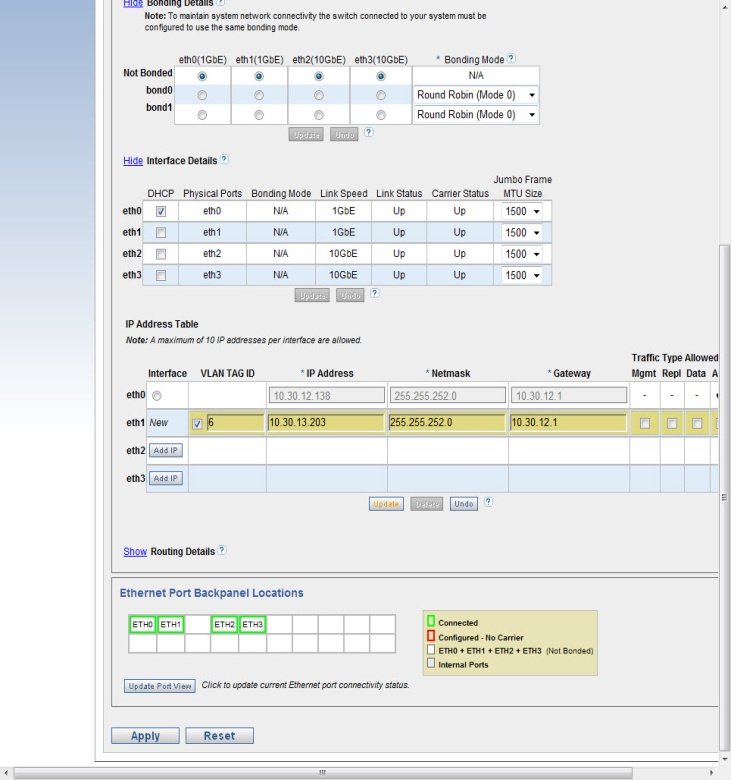 Hide Bonding Details ?
Note: To maintain system network connectivity the switch connected to your system must be
configured to use the same bonding mode.
eth0(1GbE) eth1(1GbE) eth2(10GbE) eth3(10GbE) * Bonding Mode ?
Not Bonded N/A
bond0 Round Robin (Mode 0)
bond1 Round Robin (Mode 0)
Update Undo ?
Hide Interface Details ?
Jumbo Frame
DHCP Physical Ports Bonding Mode Link Speed Link Status Carrier Status MTU Size
eth0 eth0 N/A 1GbE Up Up 1500
eth1 eth1 N/A 1GbE Up Up 1500
eth2 eth2 N/A 10GbE Up Up 1500
eth3 eth3 N/A 10GbE Up Up 1500
Update Undo ?
IP Address Table
Note: A maximum of 10 IP addresses per interface are allowed.
Traffic Type Allowed
Interface VLAN TAG ID * IP Address * Netmask * Gateway Mgmt Repl Data A
eth0 10.30.12.138 255.255.252.0 10.30.12.1 - - -
eth1 New 6 10.30.13.203 255.255.252.0 10.30.12.1
eth2 Add IP
eth3 Add IP
Update Delete Undo ?
Show Routing Details ?
Ethernet Port Backpanel Locations
ETH0 ETH1 ETH2 ETH3
Connected
Configured - No Carrier
ETH0 + ETH1 + ETH2 + ETH3 (Not Bonded)
Internal Ports
Update Port View Click to update current Ethernet port connectivity status.
Apply Reset